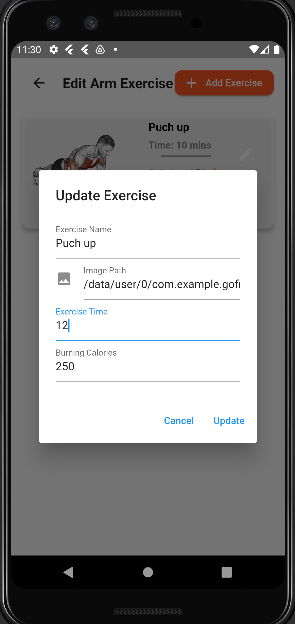 11:30
Edit Arm Exercise
Add Exercise
Puch up
Time: 10 mins
Update Exercise
Exercise Name
Puch up
Image Path
/data/user/0/com.example.gofi
Exercise Time
12
Burning Calories
250
Cancel
Update